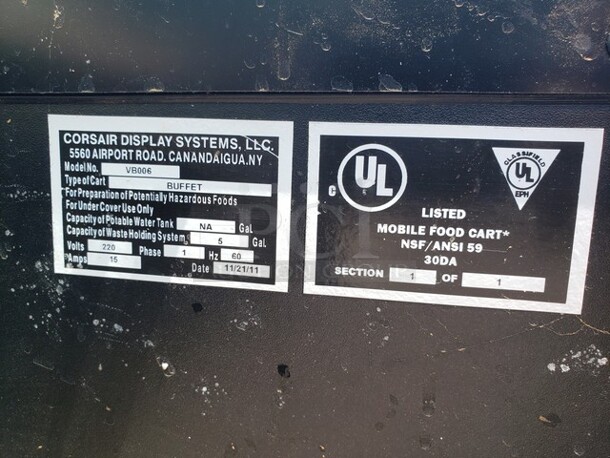 CORSAIR DISPLAY SYSTEMS, LLC.
5560 AIRPORT ROAD. CANANDAIGUA.NY
Model No. VB006
Type of Cart BUFFET
For Preparation of Potentially Hazardous Foods
For Under Cover Use Only
Capacity of Potable Water Tank NA Gal.
Capacity of Waste Holding System 5 Gal.
Volts 220 Phase 1 Hz 60
Amps 15 Date 11/21/11
C UL
CLASSIFIED
UL
EPH
LISTED
MOBILE FOOD CART*
NSF/ANSI 59
30DA
SECTION 1 OF 1